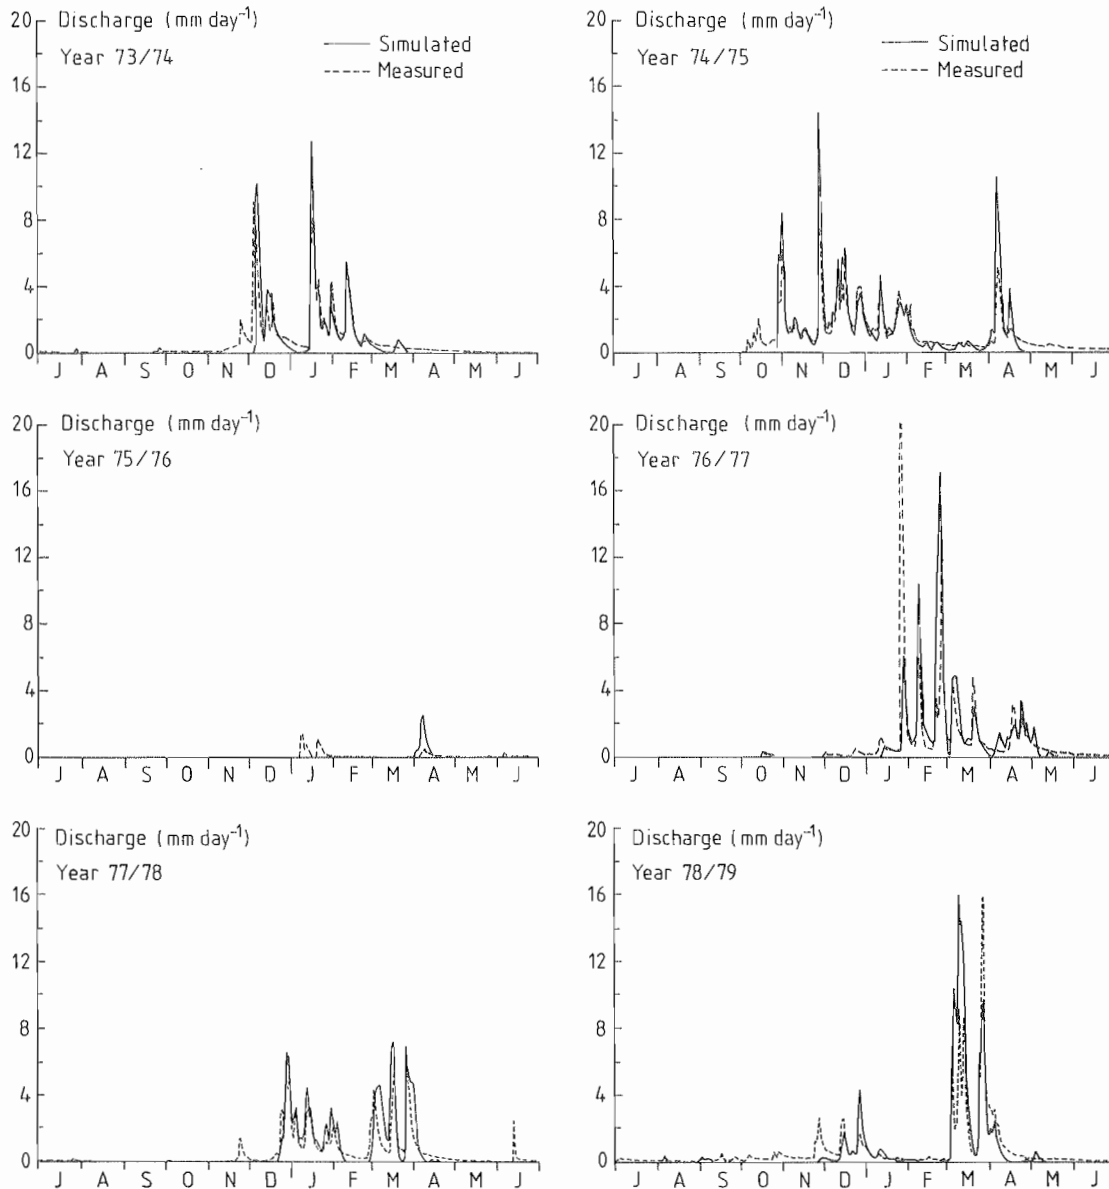 20
Discharge (mm day⁻¹)
Year 73/74
Simulated
Measured
16
12
8
4
0
J A S O N D J F M A M J
20
Discharge (mm day⁻¹)
Year 74/75
Simulated
Measured
16
12
8
4
0
J A S O N D J F M A M J
20
Discharge (mm day⁻¹)
Year 75/76
16
12
8
4
0
J A S O N D J F M A M J
20
Discharge (mm day⁻¹)
Year 76/77
16
12
8
4
0
J A S O N D J F M A M J
20
Discharge (mm day⁻¹)
Year 77/78
16
12
8
4
0
J A S O N D J F M A M J
20
Discharge (mm day⁻¹)
Year 78/79
16
12
8
4
0
J A S O N D J F M A M J